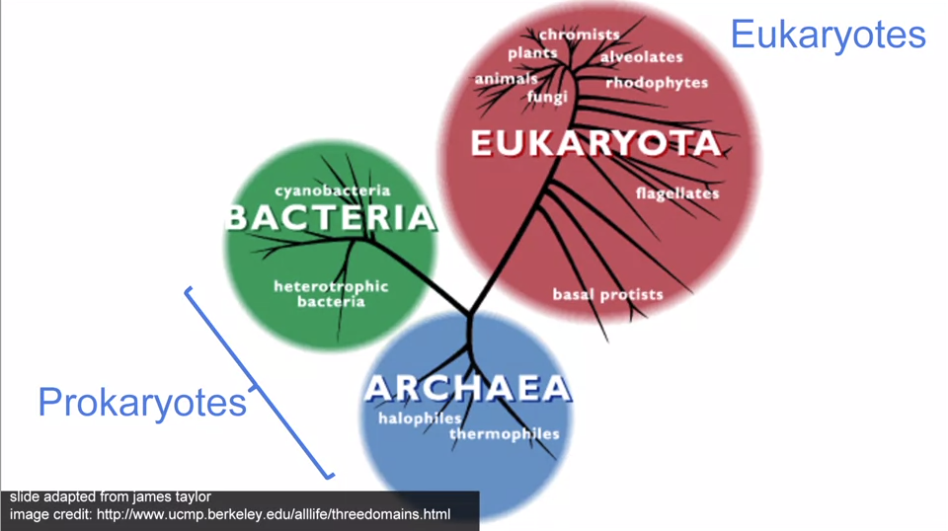 Eukaryotes
chromists
plants
alveolates
animals
rhodophytes
fungi
EUKARYOTA
flagellates
basal protists
cyanobacteria
BACTERIA
heterotrophic
bacteria
Prokaryotes
ARCHAEA
halophiles
thermophiles
slide adapted from james taylor
image credit: http://www.ucmp.berkeley.edu/alllife/threedomains.html